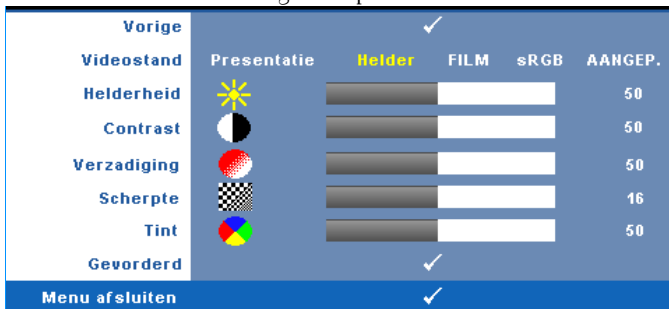 Vorige
Videostand Presentatie Helder FILM sRGB AANGEP.
Helderheid 50
Contrast 50
Verzadiging 50
Scherpte 16
Tint 50
Gevorderd
Menu afsluiten